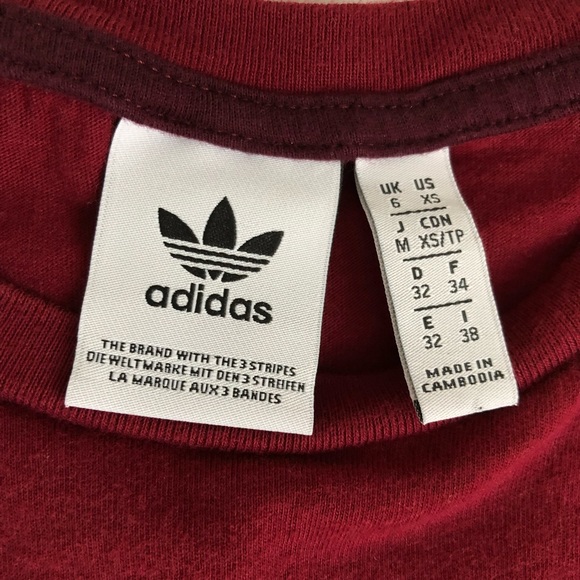 adidas
THE BRAND WITH THE 3 STRIPES
DIE WELTMARKE MIT DEN 3 STREIFEN
LA MARQUE AUX 3 BANDES
UK US
6 XS
J CDN
M XS/TP
D F
32 34
E I
32 38
MADE IN
CAMBODIA